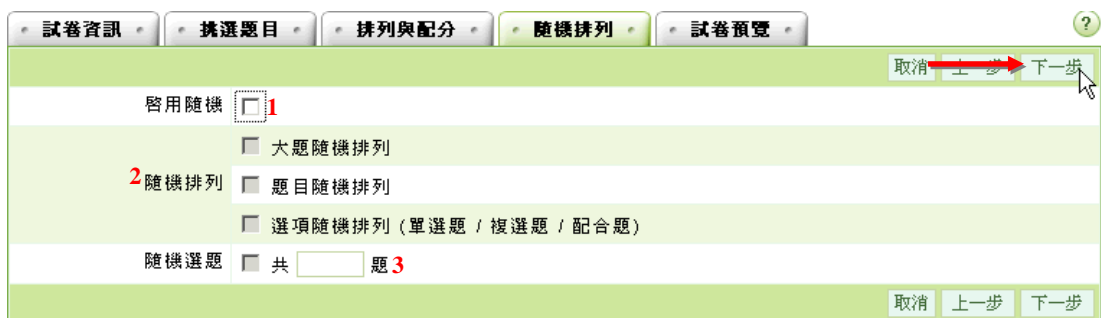 試卷資訊 挑選題目 排列與配分 隨機排列 試卷預覽 ?
取消 上一步 下一步
啓用隨機 1
大題隨機排列
2 隨機排列 題目隨機排列
選項隨機排列 (單選題 / 複選題 / 配合題)
隨機選題 共 題 3
取消 上一步 下一步